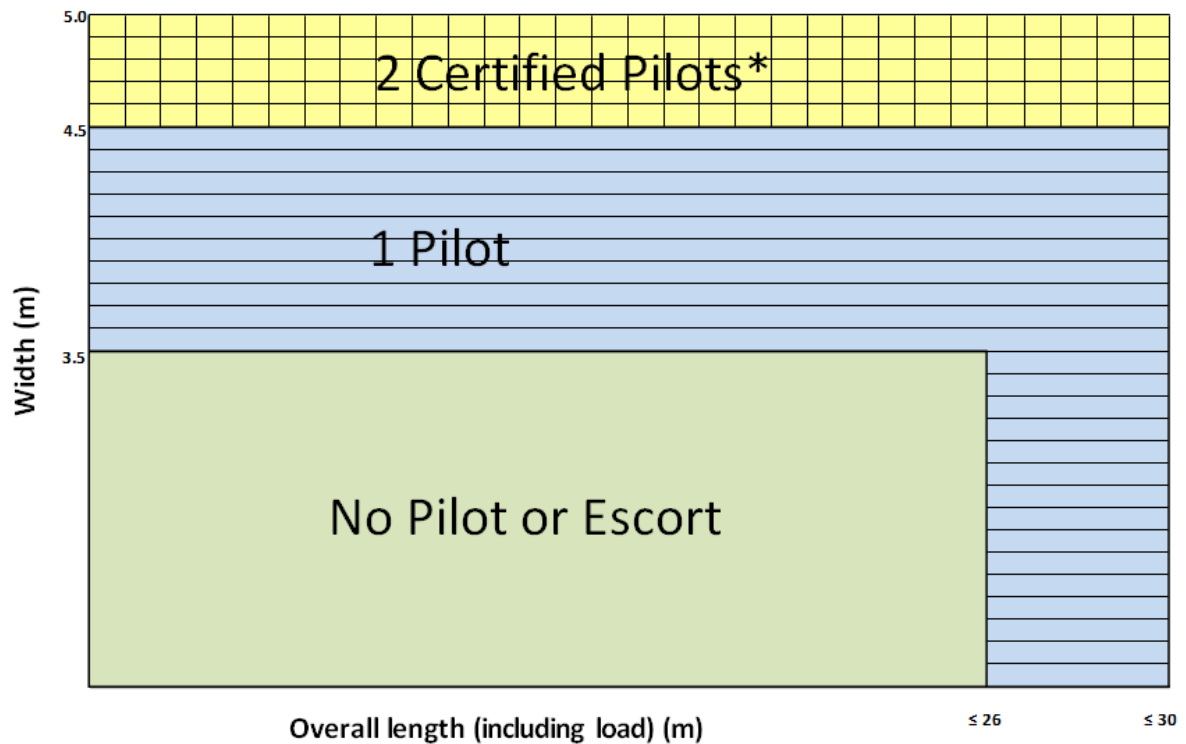 5.0
2 Certified Pilots*
4.5
1 Pilot
Width (m)
3.5
No Pilot or Escort
Overall length (including load) (m)
≤ 26
≤ 30